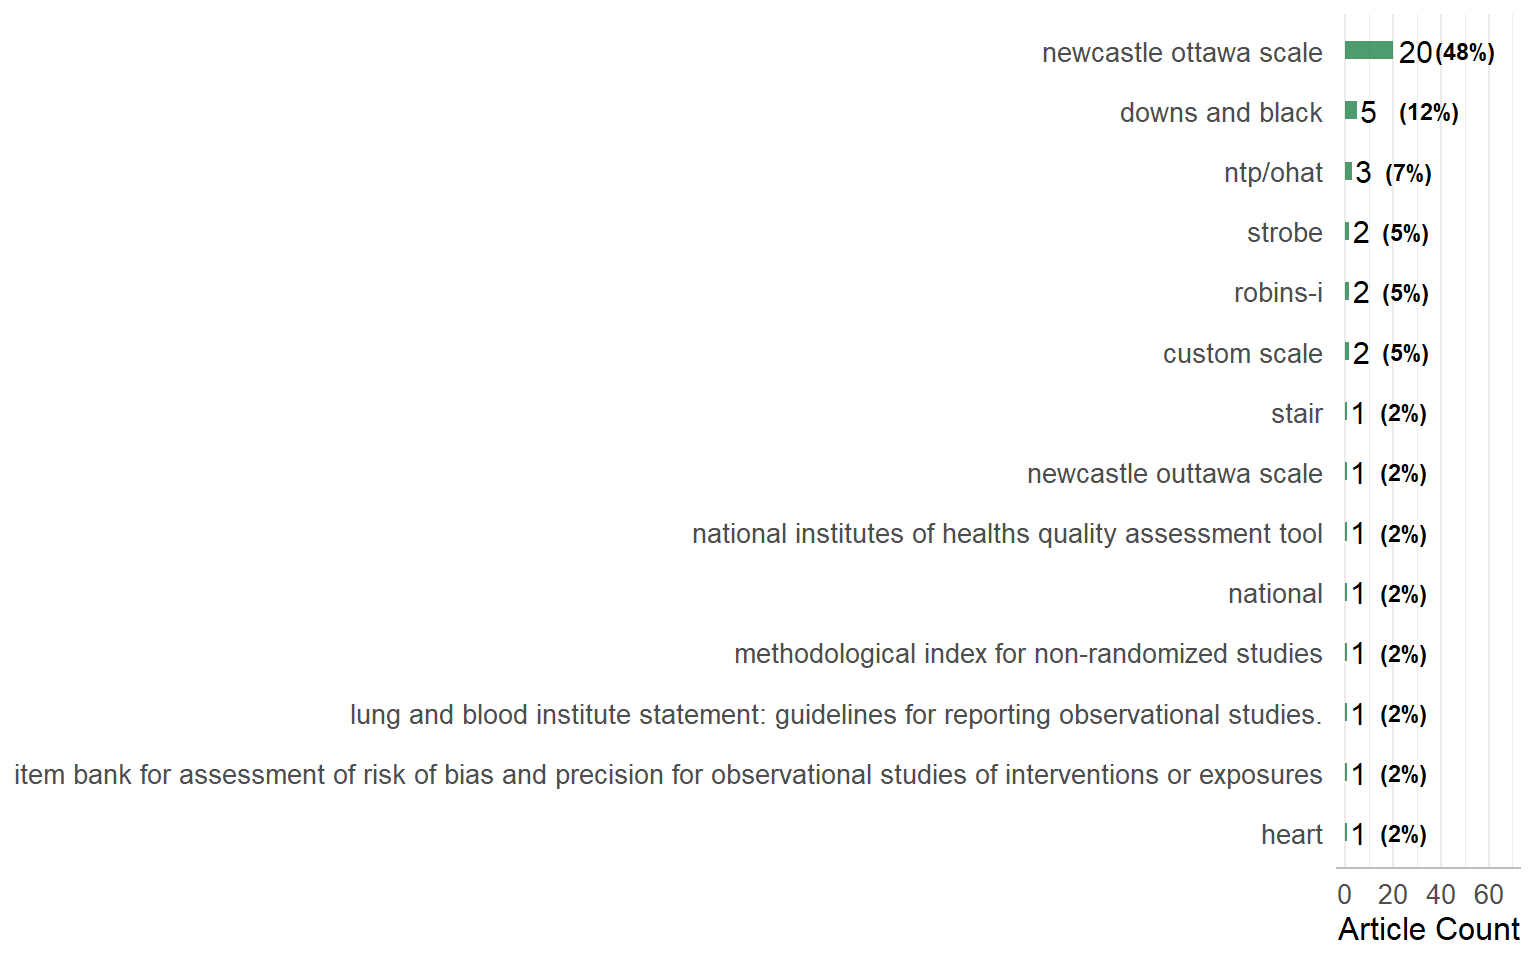 newcastle ottawa scale 20 (48%)
downs and black 5 (12%)
ntp/ohat 3 (7%)
strobe 2 (5%)
robins-i 2 (5%)
custom scale 2 (5%)
stair 1 (2%)
newcastle outtawa scale 1 (2%)
national institutes of healths quality assessment tool 1 (2%)
national 1 (2%)
methodological index for non-randomized studies 1 (2%)
lung and blood institute statement: guidelines for reporting observational studies. 1 (2%)
item bank for assessment of risk of bias and precision for observational studies of interventions or exposures 1 (2%)
heart 1 (2%)
0 20 40 60
Article Count